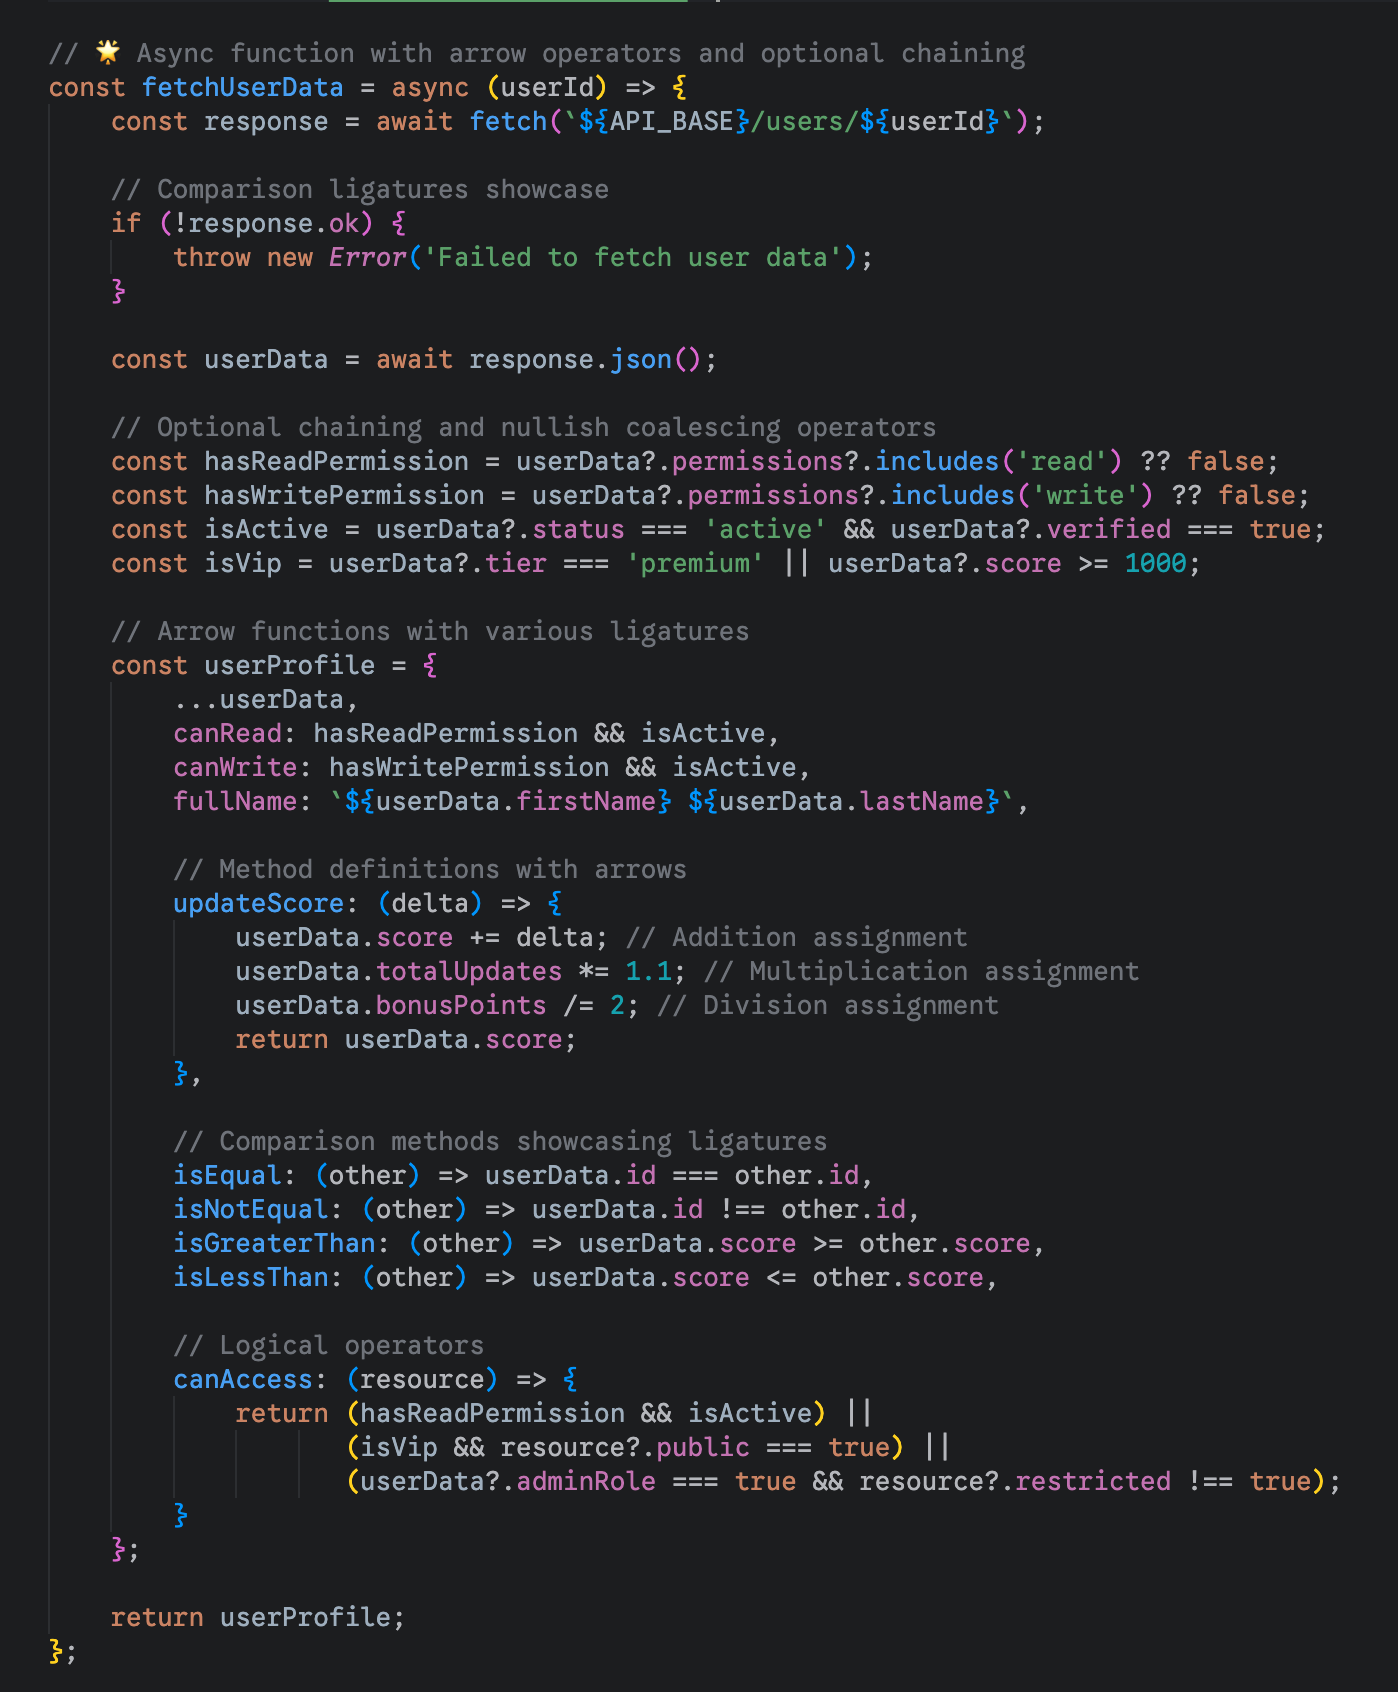 // 🌟 Async function with arrow operators and optional chaining
const fetchUserData = async (userId) => {
    const response = await fetch(`${API_BASE}/users/${userId}`);

    // Comparison ligatures showcase
    if (!response.ok) {
        throw new Error('Failed to fetch user data');
    }

    const userData = await response.json();

    // Optional chaining and nullish coalescing operators
    const hasReadPermission = userData?.permissions?.includes('read') ?? false;
    const hasWritePermission = userData?.permissions?.includes('write') ?? false;
    const isActive = userData?.status === 'active' && userData?.verified === true;
    const isVip = userData?.tier === 'premium' || userData?.score >= 1000;

    // Arrow functions with various ligatures
    const userProfile = {
        ...userData,
        canRead: hasReadPermission && isActive,
        canWrite: hasWritePermission && isActive,
        fullName: `${userData.firstName} ${userData.lastName}`,

        // Method definitions with arrows
        updateScore: (delta) => {
            userData.score += delta; // Addition assignment
            userData.totalUpdates *= 1.1; // Multiplication assignment
            userData.bonusPoints /= 2; // Division assignment
            return userData.score;
        },

        // Comparison methods showcasing ligatures
        isEqual: (other) => userData.id === other.id,
        isNotEqual: (other) => userData.id !== other.id,
        isGreaterThan: (other) => userData.score >= other.score,
        isLessThan: (other) => userData.score <= other.score,

        // Logical operators
        canAccess: (resource) => {
            return (hasReadPermission && isActive) ||
                   (isVip && resource?.public === true) ||
                   (userData?.adminRole === true && resource?.restricted !== true);
        }
    };

    return userProfile;
};